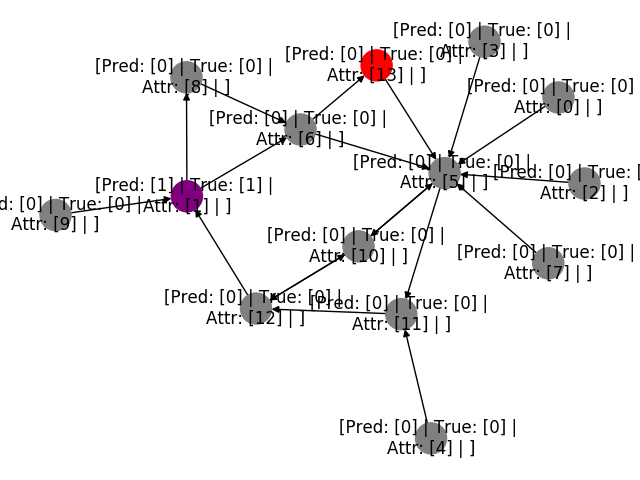 [Pred: [0] | True: [0] |
Attr: [3] | ]
[Pred: [0] | True: [0] |
Attr: [13] | ]
[Pred: [0] | True: [0] |
Attr: [8] | ]
[Pred: [0] | True: [0]
Attr: [0] | ]
[Pred: [0] | True: [0] |
Attr: [6] | ]
[Pred: [0] | True: [0] |
Attr: [5] | ]
[Pred: [0] | True: [
Attr: [2] | ]
[Pred: [1] | True: [1] |
Attr: [1] | ]
d: [0] | True: [0] |
Attr: [9] | ]
[Pred: [0] | True: [0] |
Attr: [10] | ]
[Pred: [0] | True: [0] |
Attr: [7] | ]
[Pred: [0] | True: [0] |
Attr: [12] | ]
[Pred: [0] | True: [0] |
Attr: [11] | ]
[Pred: [0] | True: [0] |
Attr: [4] | ]